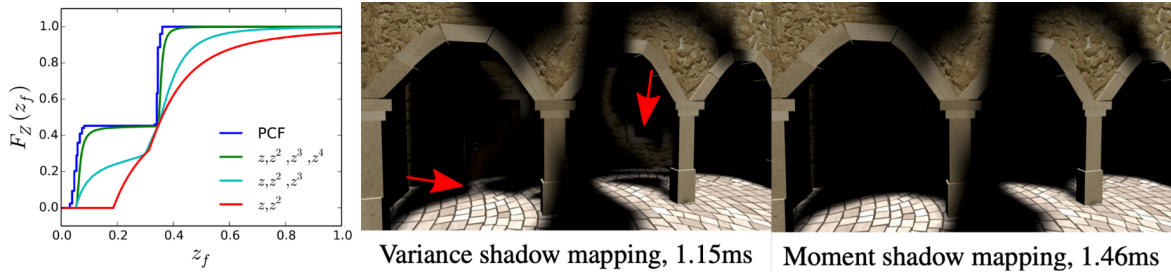 F_Z(z_f)
1.0
0.8
0.6
0.4
0.2
0.0
PCF
z,z² ,z³ ,z⁴
z,z² ,z³
z,z²
0.0 0.2 0.4 0.6 0.8 1.0
z_f
Variance shadow mapping, 1.15ms
Moment shadow mapping, 1.46ms